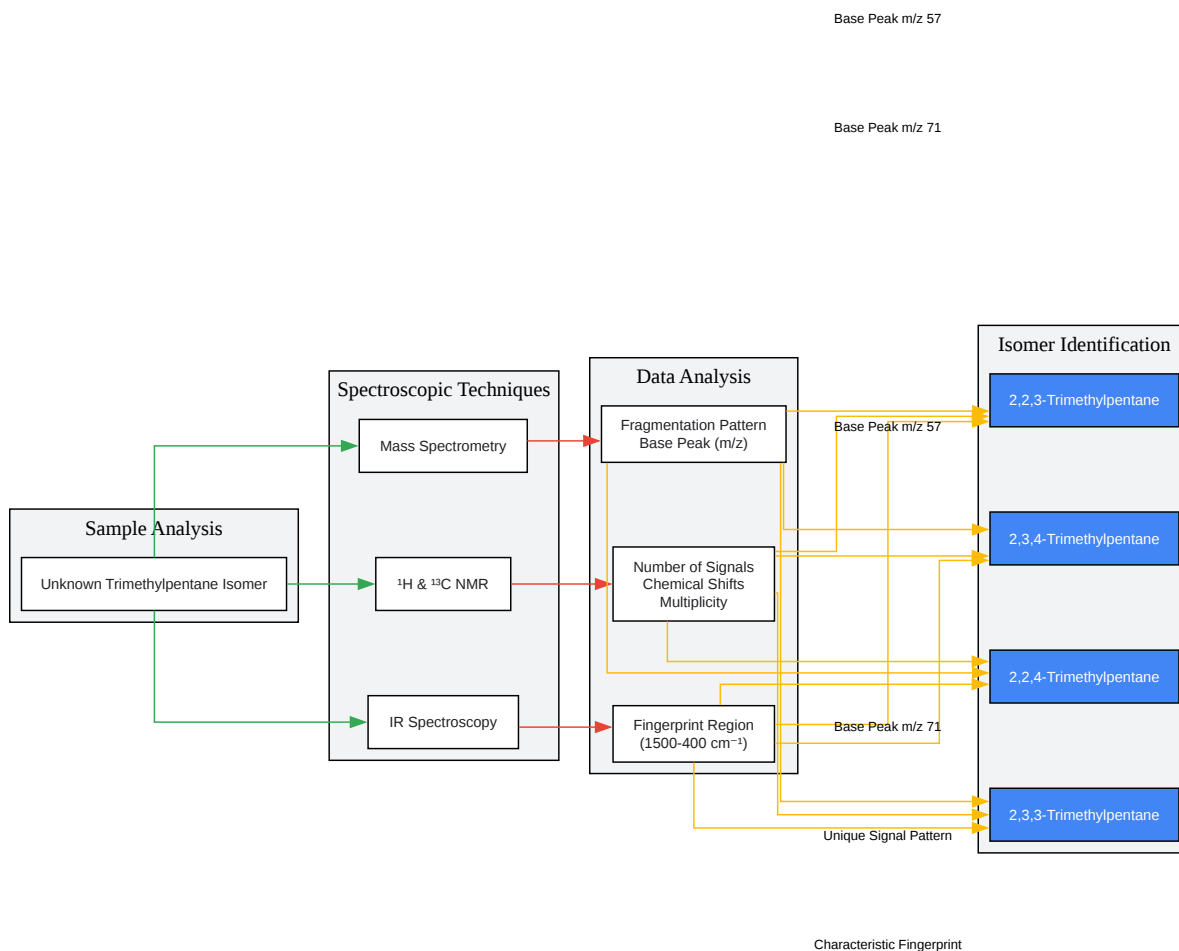 Base Peak m/z 57
Base Peak m/z 71
Isomer Identification
2,2,3-Trimethylpentane
2,3,4-Trimethylpentane
2,2,4-Trimethylpentane
2,3,3-Trimethylpentane
Data Analysis
Fragmentation Pattern
Base Peak (m/z)
Number of Signals
Chemical Shifts
Multiplicity
Fingerprint Region
(1500-400 cm⁻¹)
Spectroscopic Techniques
Mass Spectrometry
¹H & ¹³C NMR
IR Spectroscopy
Sample Analysis
Unknown Trimethylpentane Isomer
Base Peak m/z 57
Base Peak m/z 71
Unique Signal Pattern
Characteristic Fingerprint